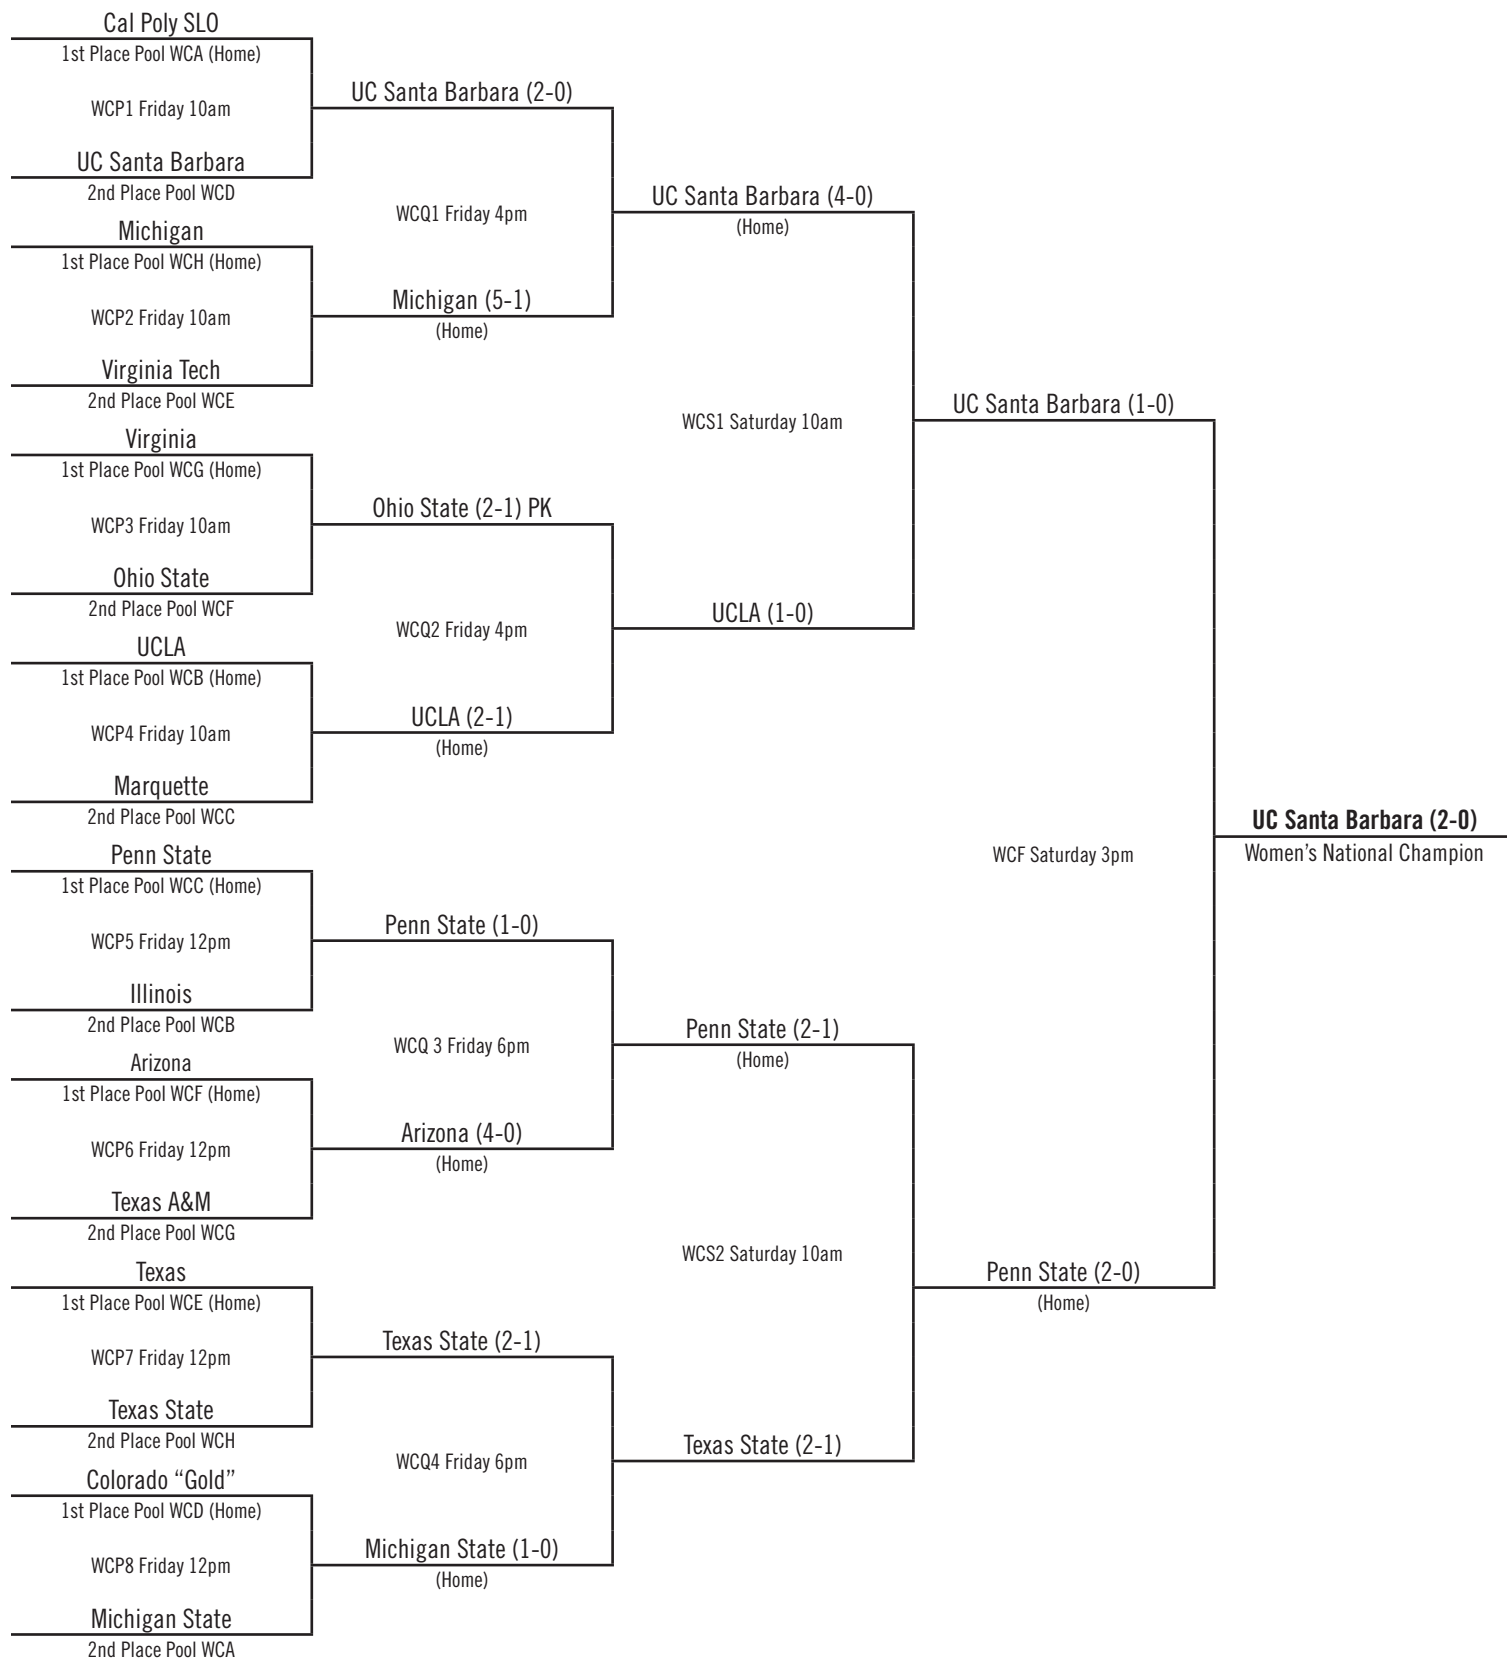 Cal Poly SLO
1st Place Pool WCA (Home)
WCP1 Friday 10am
UC Santa Barbara
2nd Place Pool WCD
Michigan
1st Place Pool WCH (Home)
WCP2 Friday 10am
Virginia Tech
2nd Place Pool WCE
Virginia
1st Place Pool WCG (Home)
WCP3 Friday 10am
Ohio State
2nd Place Pool WCF
UCLA
1st Place Pool WCB (Home)
WCP4 Friday 10am
Marquette
2nd Place Pool WCC
Penn State
1st Place Pool WCC (Home)
WCP5 Friday 12pm
Illinois
2nd Place Pool WCB
Arizona
1st Place Pool WCF (Home)
WCP6 Friday 12pm
Texas A&M
2nd Place Pool WCG
Texas
1st Place Pool WCE (Home)
WCP7 Friday 12pm
Texas State
2nd Place Pool WCH
Colorado “Gold”
1st Place Pool WCD (Home)
WCP8 Friday 12pm
Michigan State
2nd Place Pool WCA
UC Santa Barbara (2-0)
WCQ1 Friday 4pm
Michigan (5-1)
(Home)
Ohio State (2-1) PK
WCQ2 Friday 4pm
UCLA (2-1)
(Home)
Penn State (1-0)
WCQ 3 Friday 6pm
Arizona (4-0)
(Home)
Texas State (2-1)
WCQ4 Friday 6pm
Michigan State (1-0)
(Home)
UC Santa Barbara (4-0)
(Home)
WCS1 Saturday 10am
UCLA (1-0)
Penn State (2-1)
(Home)
WCS2 Saturday 10am
Texas State (2-1)
UC Santa Barbara (1-0)
WCF Saturday 3pm
Penn State (2-0)
(Home)
UC Santa Barbara (2-0)
Women’s National Champion